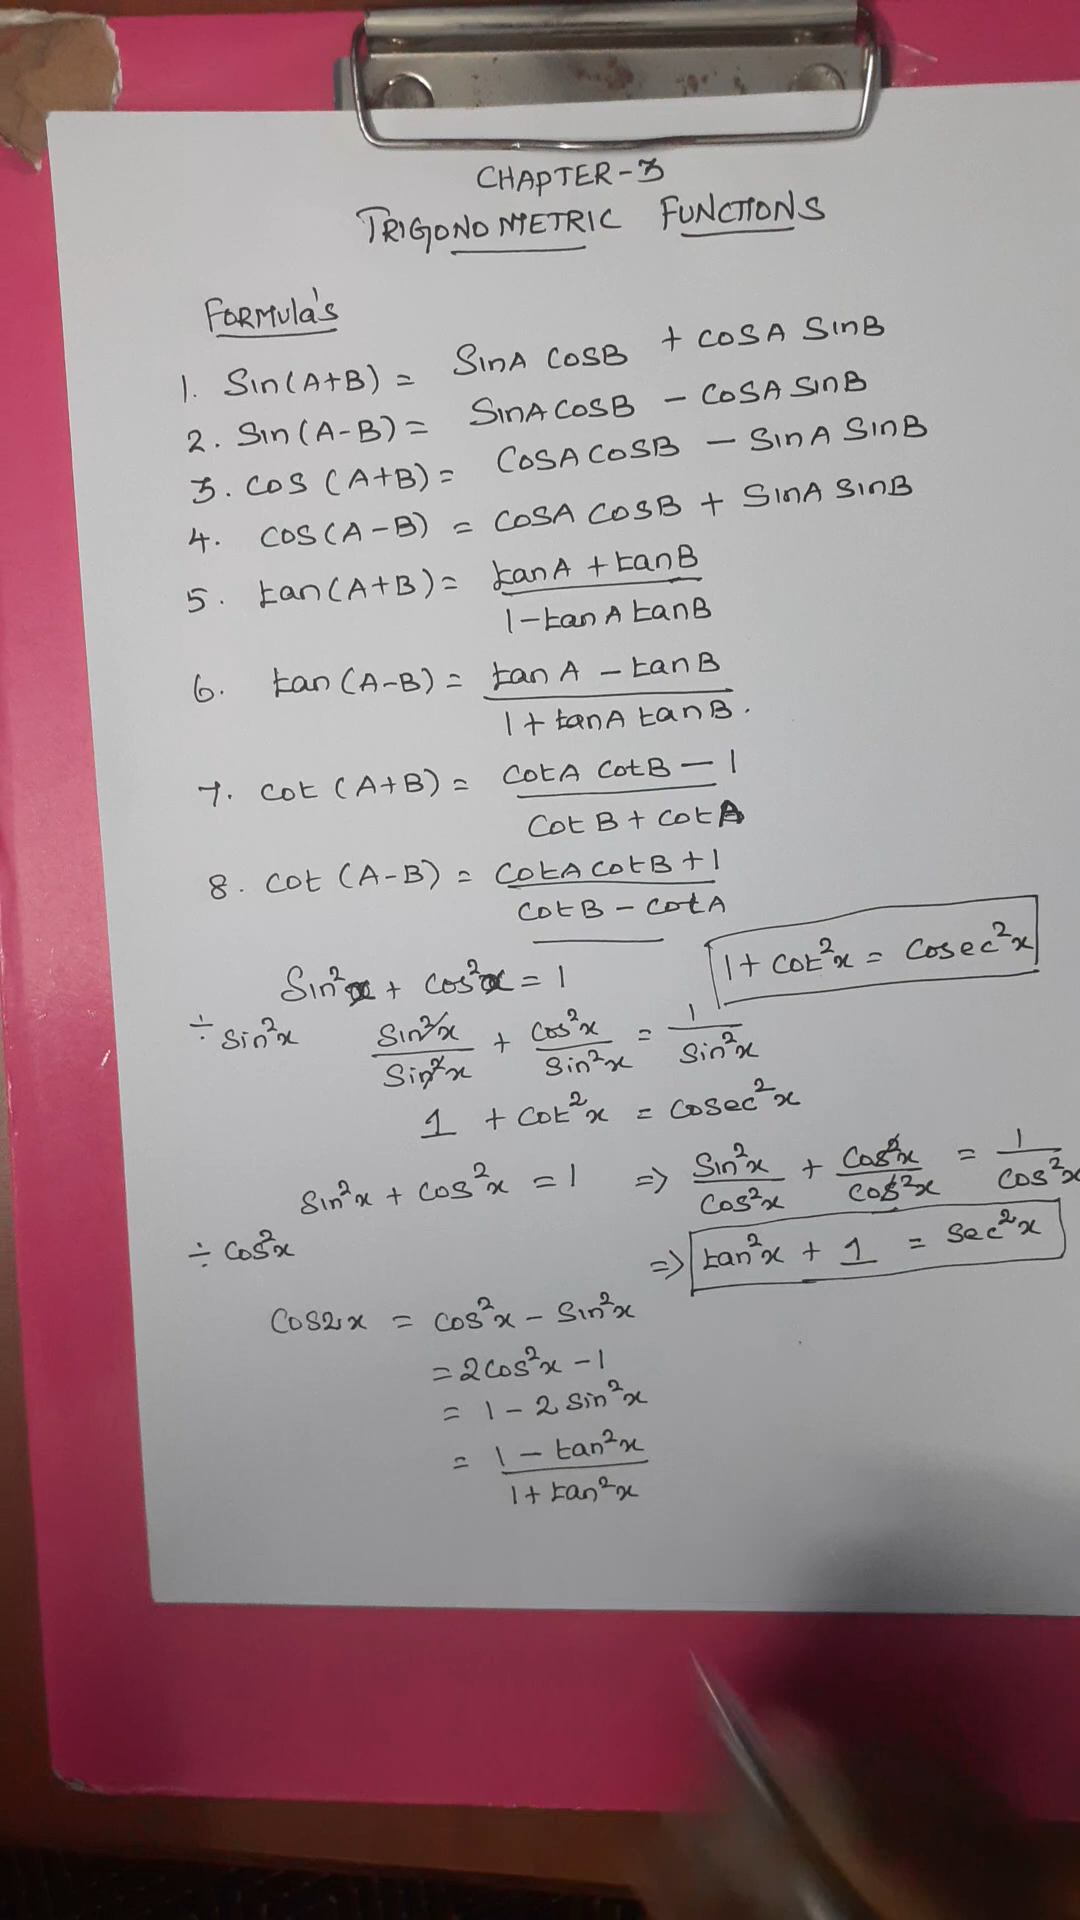 CHAPTER-3
TRIGONOMETRIC FUNCTIONS
FORMula's
1. Sin(A+B) = SinA COSB + COSA SinB
2. Sin(A-B) = SinA COSB - COSA SinB
3. COS (A+B) = COSA COSB - SinA SinB
4. COS(A-B) = COSA COSB + SinA SinB
5. tan(A+B) = tanA + tanB / 1-tanA tanB
6. tan(A-B) = tanA - tanB / 1+tanA tanB.
7. cot (A+B) = cotA cotB - 1 / cotB + cotA
8. cot (A-B) = cotA cotB + 1 / cotB - cotA
1 + cot²x = cosec²x
Sin²x + cos²x = 1
÷ sin²x Sin²x / Sin²x + cos²x / Sin²x = 1 / Sin²x
1 + cot²x = cosec²x
Sin²x + cos²x = 1 => Sin²x / Cos²x + Cos²x / Cos²x = 1 / Cos²x
÷ Cos²x => tan²x + 1 = Sec²x
Cos2x = cos²x - Sin²x
= 2cos²x - 1
= 1 - 2 Sin²x
= 1 - tan²x / 1 + tan²x